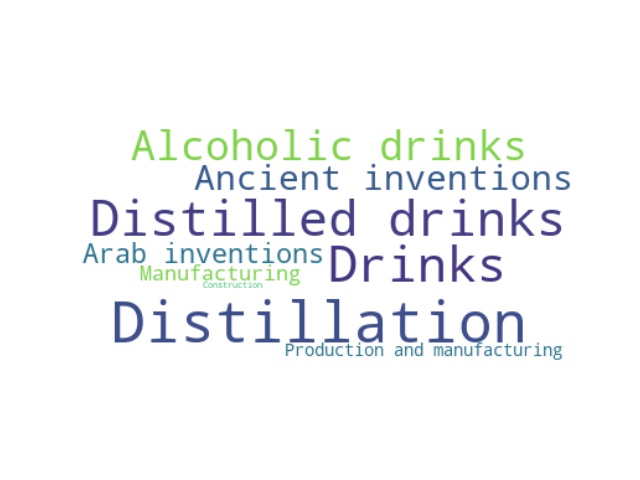 Alcoholic drinks
Ancient inventions
Distilled drinks
Arab inventions
Drinks
Manufacturing
Construction
Distillation
Production and manufacturing